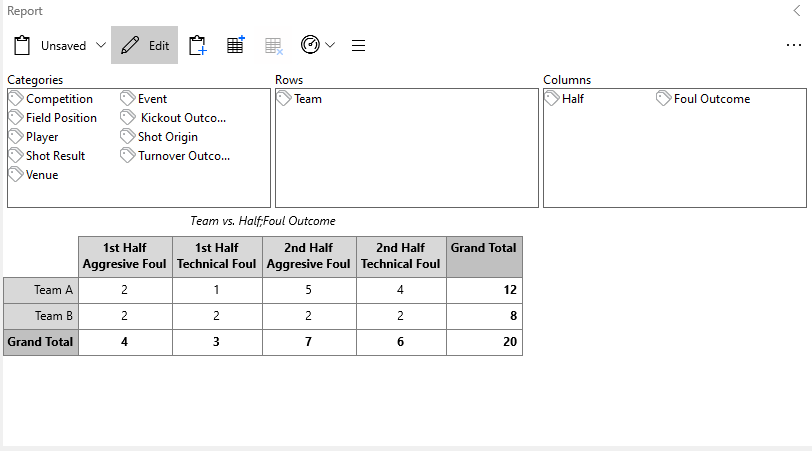 Report
Unsaved Edit
Categories Rows Columns
Competition Event Team Half Foul Outcome
Field Position Kickout Outco...
Player Shot Origin
Shot Result Turnover Outco...
Venue
Team vs. Half;Foul Outcome
1st Half 1st Half 2nd Half 2nd Half Grand Total
Aggresive Foul Technical Foul Aggresive Foul Technical Foul
Team A 2 1 5 4 12
Team B 2 2 2 2 8
Grand Total 4 3 7 6 20